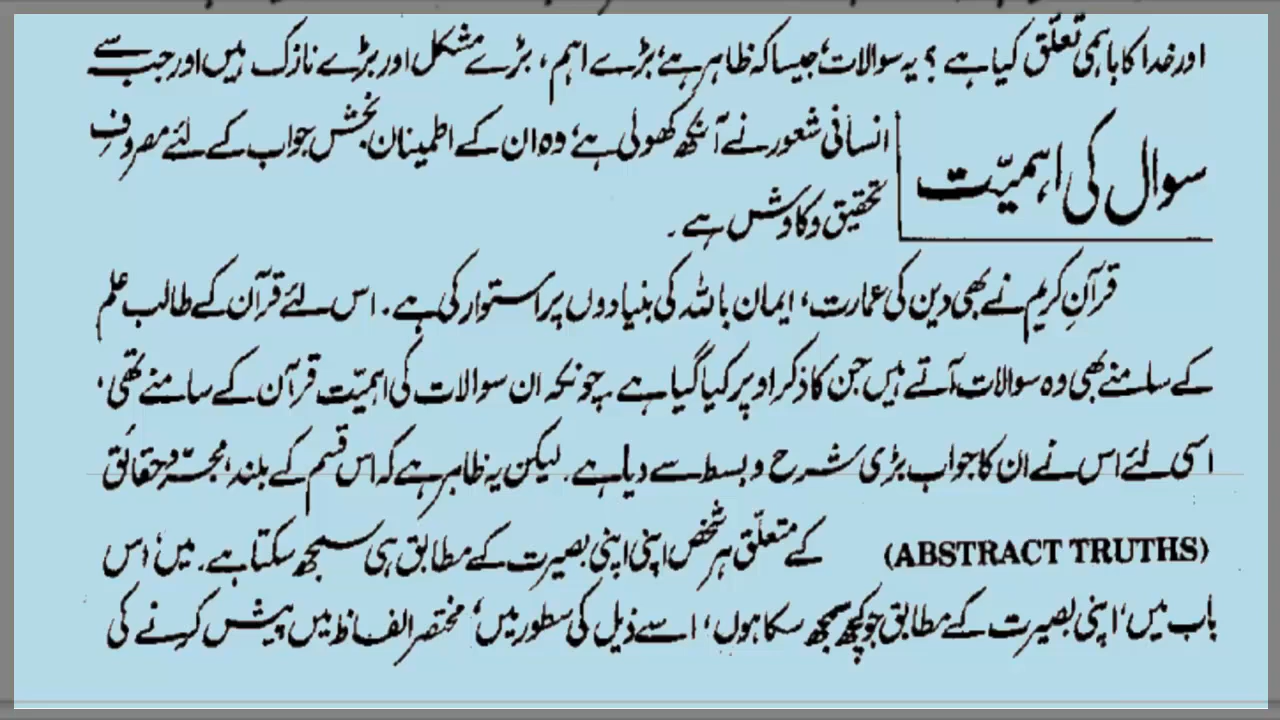 اور خدا کا باہمی تعلّق کیا ہے؟ یہ سوالات، جیسا کہ ظاہر ہے، بڑے اہم، بڑے مشکل اور بڑے نازک ہیں اور جب سے
سوال کی اہمیّت
انسانی شعور نے آنکھ کھولی ہے، وہ ان کے اطمینان بخش جواب کے لئے مصروفِ
تحقیق و کاوش ہے۔
قرآنِ کریم نے بھی دین کی عمارت، ایمان باللہ کی بنیادوں پر استوار کی ہے۔ اس لئے قرآن کے طالب علم
کے سامنے بھی وہ سوالات آتے ہیں جن کا ذکر اوپر کیا گیا ہے۔ چونکہ ان سوالات کی اہمیّت قرآن کے سامنے تھی،
اسی لئے اس نے ان کا جواب بڑی شرح و بسط سے دیا ہے۔ لیکن یہ ظاہر ہے کہ اس قسم کے بلند، مجرّد حقائق
(ABSTRACT TRUTHS) کے متعلّق ہر شخص اپنی اپنی بصیرت کے مطابق ہی سمجھ سکتا ہے۔ میں، اس
باب میں، اپنی بصیرت کے مطابق جو کچھ سمجھ سکا ہوں، اسے ذیل کی سطور میں، مختصر الفاظ میں پیش کرنے کی